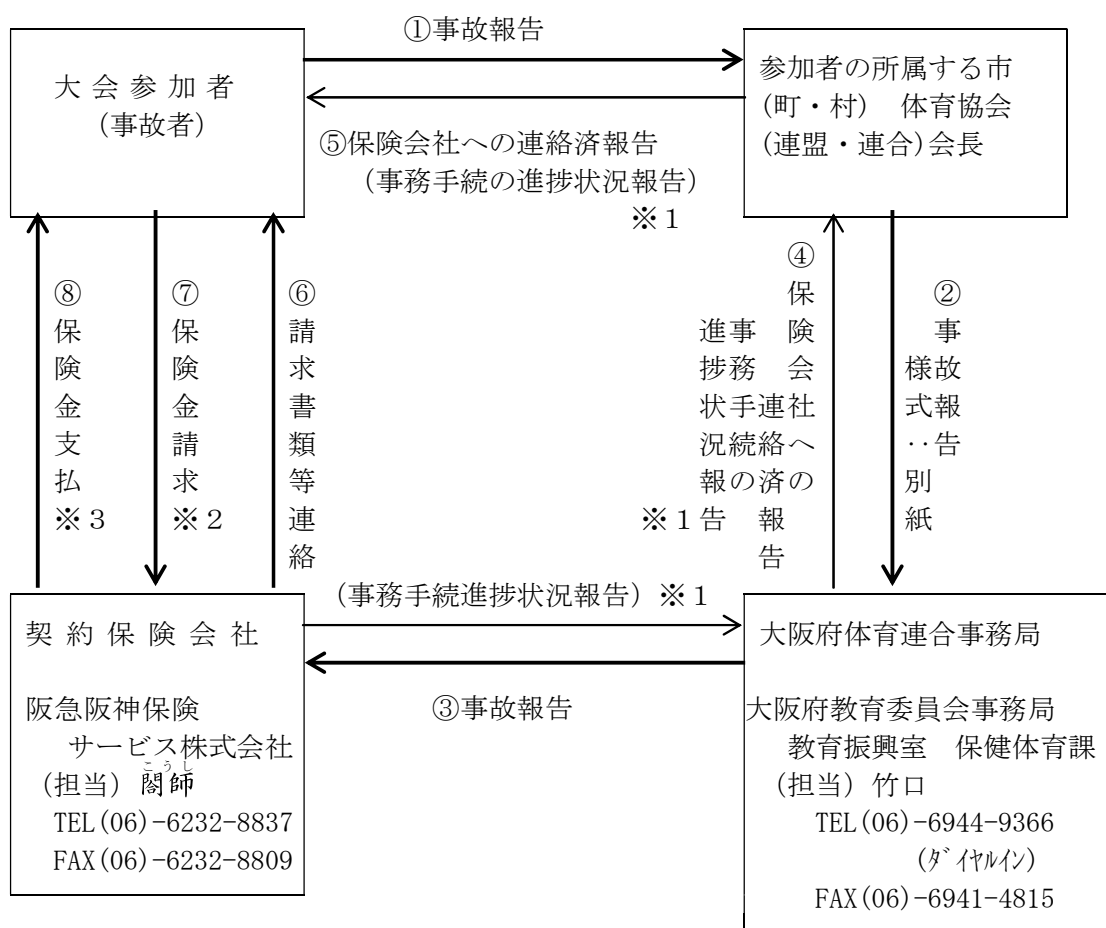 ①事故報告
大会参加者
(事故者)
参加者の所属する市
(町・村)　体育協会
(連盟・連合)会長
⑤保険会社への連絡済報告
(事務手続の進捗状況報告)
※１
⑧保険金支払※３
⑦保険金請求※２
⑥請求書類等連絡
④保険会社への連絡済の報告
事務手続の
進捗状況報告
※１
②事故報告
様式‥別紙
(事務手続進捗状況報告) ※１
③事故報告
契約保険会社
阪急阪神保険
サービス株式会社
こうし
(担当) 閤師
TEL(06)-6232-8837
FAX(06)-6232-8809
大阪府体育連合事務局
大阪府教育委員会事務局
教育振興室　保健体育課
(担当) 竹口
TEL(06)-6944-9366
(ﾀﾞｲﾔﾙｲﾝ)
FAX(06)-6941-4815